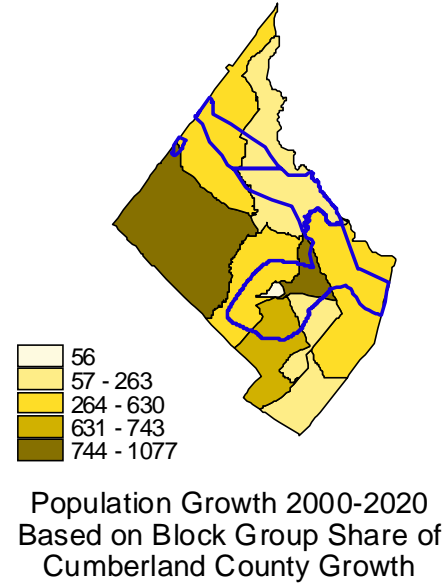 56
57 - 263
264 - 630
631 - 743
744 - 1077
Population Growth 2000-2020
Based on Block Group Share of
Cumberland County Growth